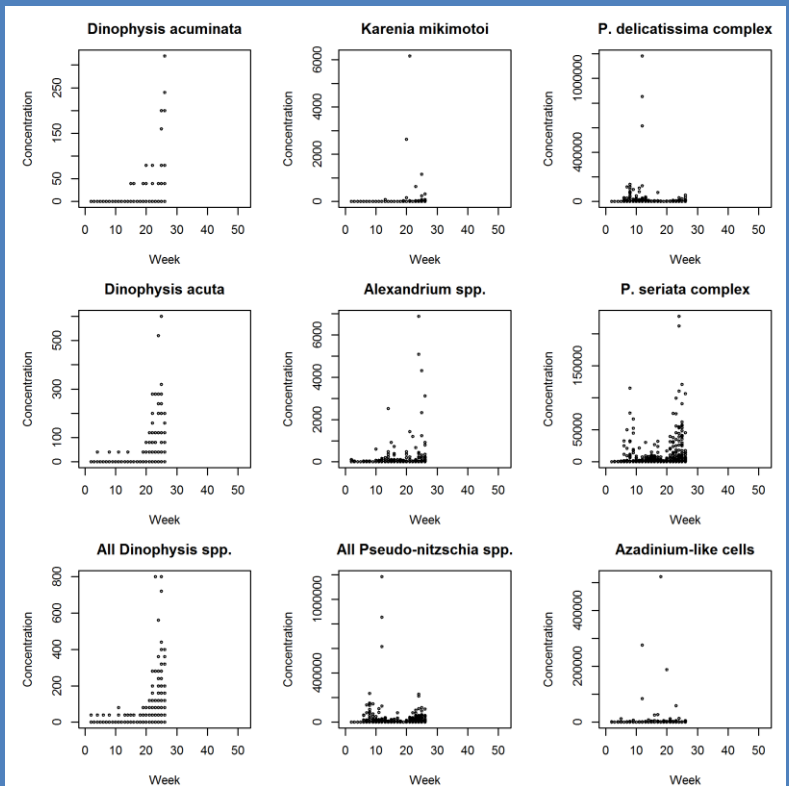 Dinophysis acuminata
Concentration
0 50 150 250
0 10 20 30 40 50
Week
Karenia mikimotoi
Concentration
0 2000 4000 6000
0 10 20 30 40 50
Week
P. delicatissima complex
Concentration
0 400000 1000000
0 10 20 30 40 50
Week
Dinophysis acuta
Concentration
0 100 300 500
0 10 20 30 40 50
Week
Alexandrium spp.
Concentration
0 2000 4000 6000
0 10 20 30 40 50
Week
P. seriata complex
Concentration
0 50000 150000
0 10 20 30 40 50
Week
All Dinophysis spp.
Concentration
0 200 400 600 800
0 10 20 30 40 50
Week
All Pseudo-nitzschia spp.
Concentration
0 400000 1000000
0 10 20 30 40 50
Week
Azadinium-like cells
Concentration
0 200000 400000
0 10 20 30 40 50
Week